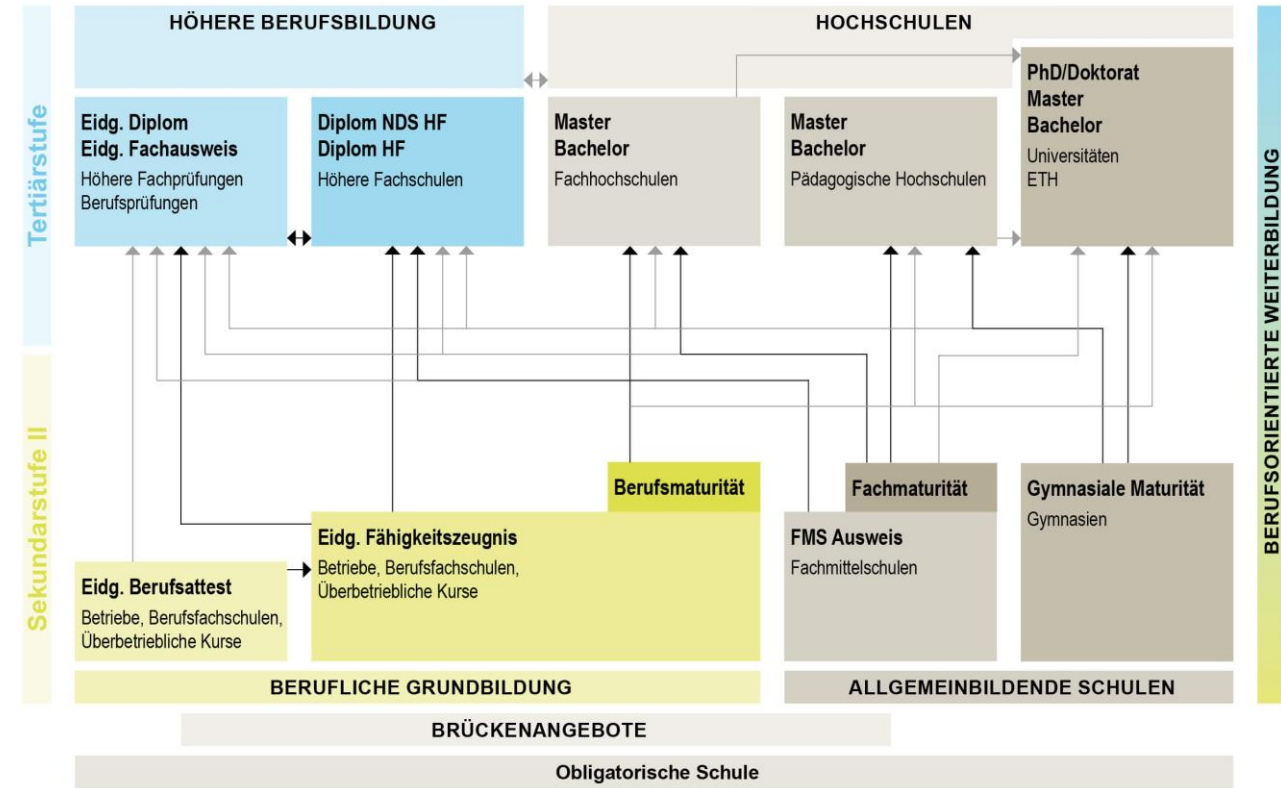 HÖHERE BERUFSBILDUNG
HOCHSCHULEN
Tertiärstufe
Eidg. Diplom
Eidg. Fachausweis
Höhere Fachprüfungen
Berufsprüfungen
Diplom NDS HF
Diplom HF
Höhere Fachschulen
Master
Bachelor
Fachhochschulen
Master
Bachelor
Pädagogische Hochschulen
PhD/Doktorat
Master
Bachelor
Universitäten
ETH
BERUFSORIENTIERTE WEITERBILDUNG
Sekundarstufe II
Berufsmaturität
Fachmaturität
Gymnasiale Maturität
Gymnasien
Eidg. Fähigkeitszeugnis
Betriebe, Berufsfachschulen,
Überbetriebliche Kurse
FMS Ausweis
Fachmittelschulen
Eidg. Berufsattest
Betriebe, Berufsfachschulen,
Überbetriebliche Kurse
BERUFLICHE GRUNDBILDUNG
ALLGEMEINBILDENDE SCHULEN
BRÜCKENANGEBOTE
Obligatorische Schule